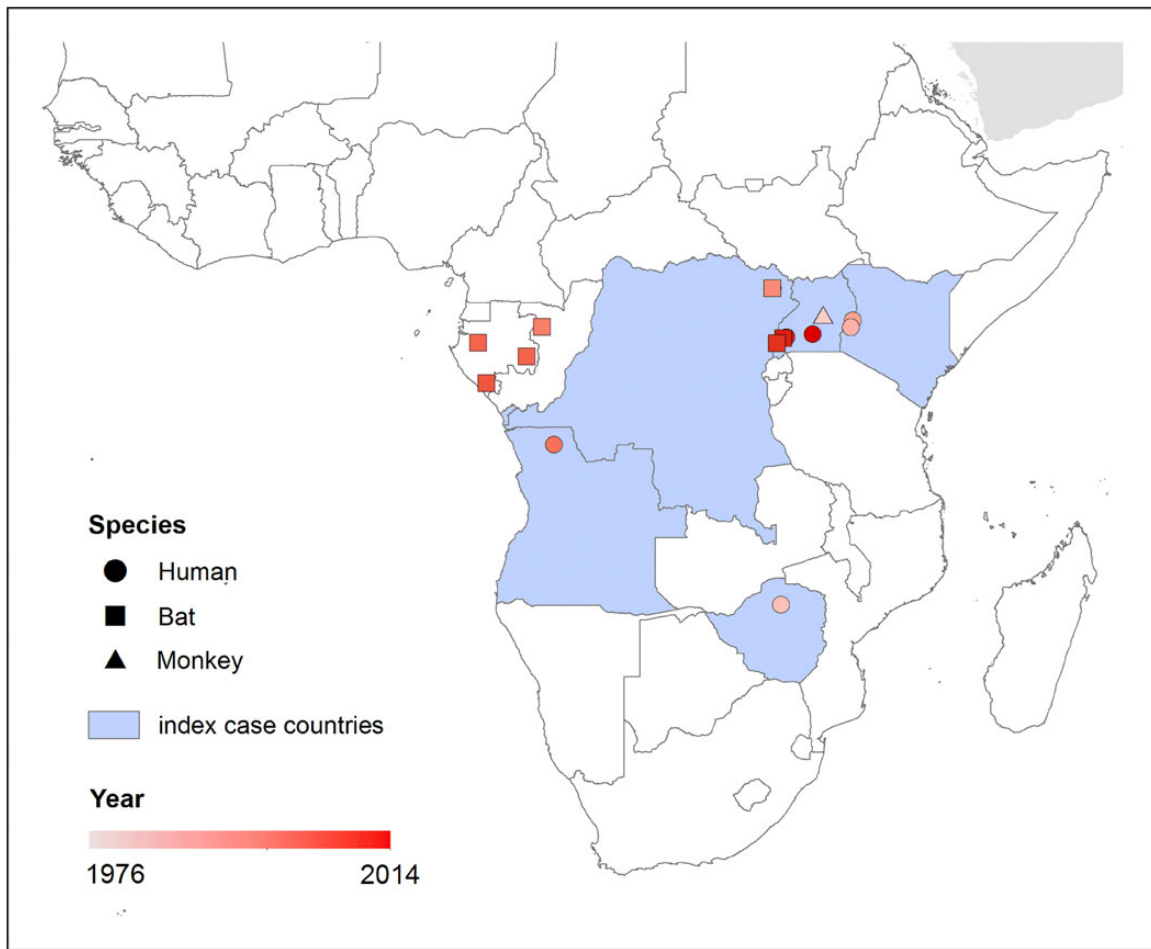 Species
Human
Bat
Monkey
index case countries
Year
1976
2014